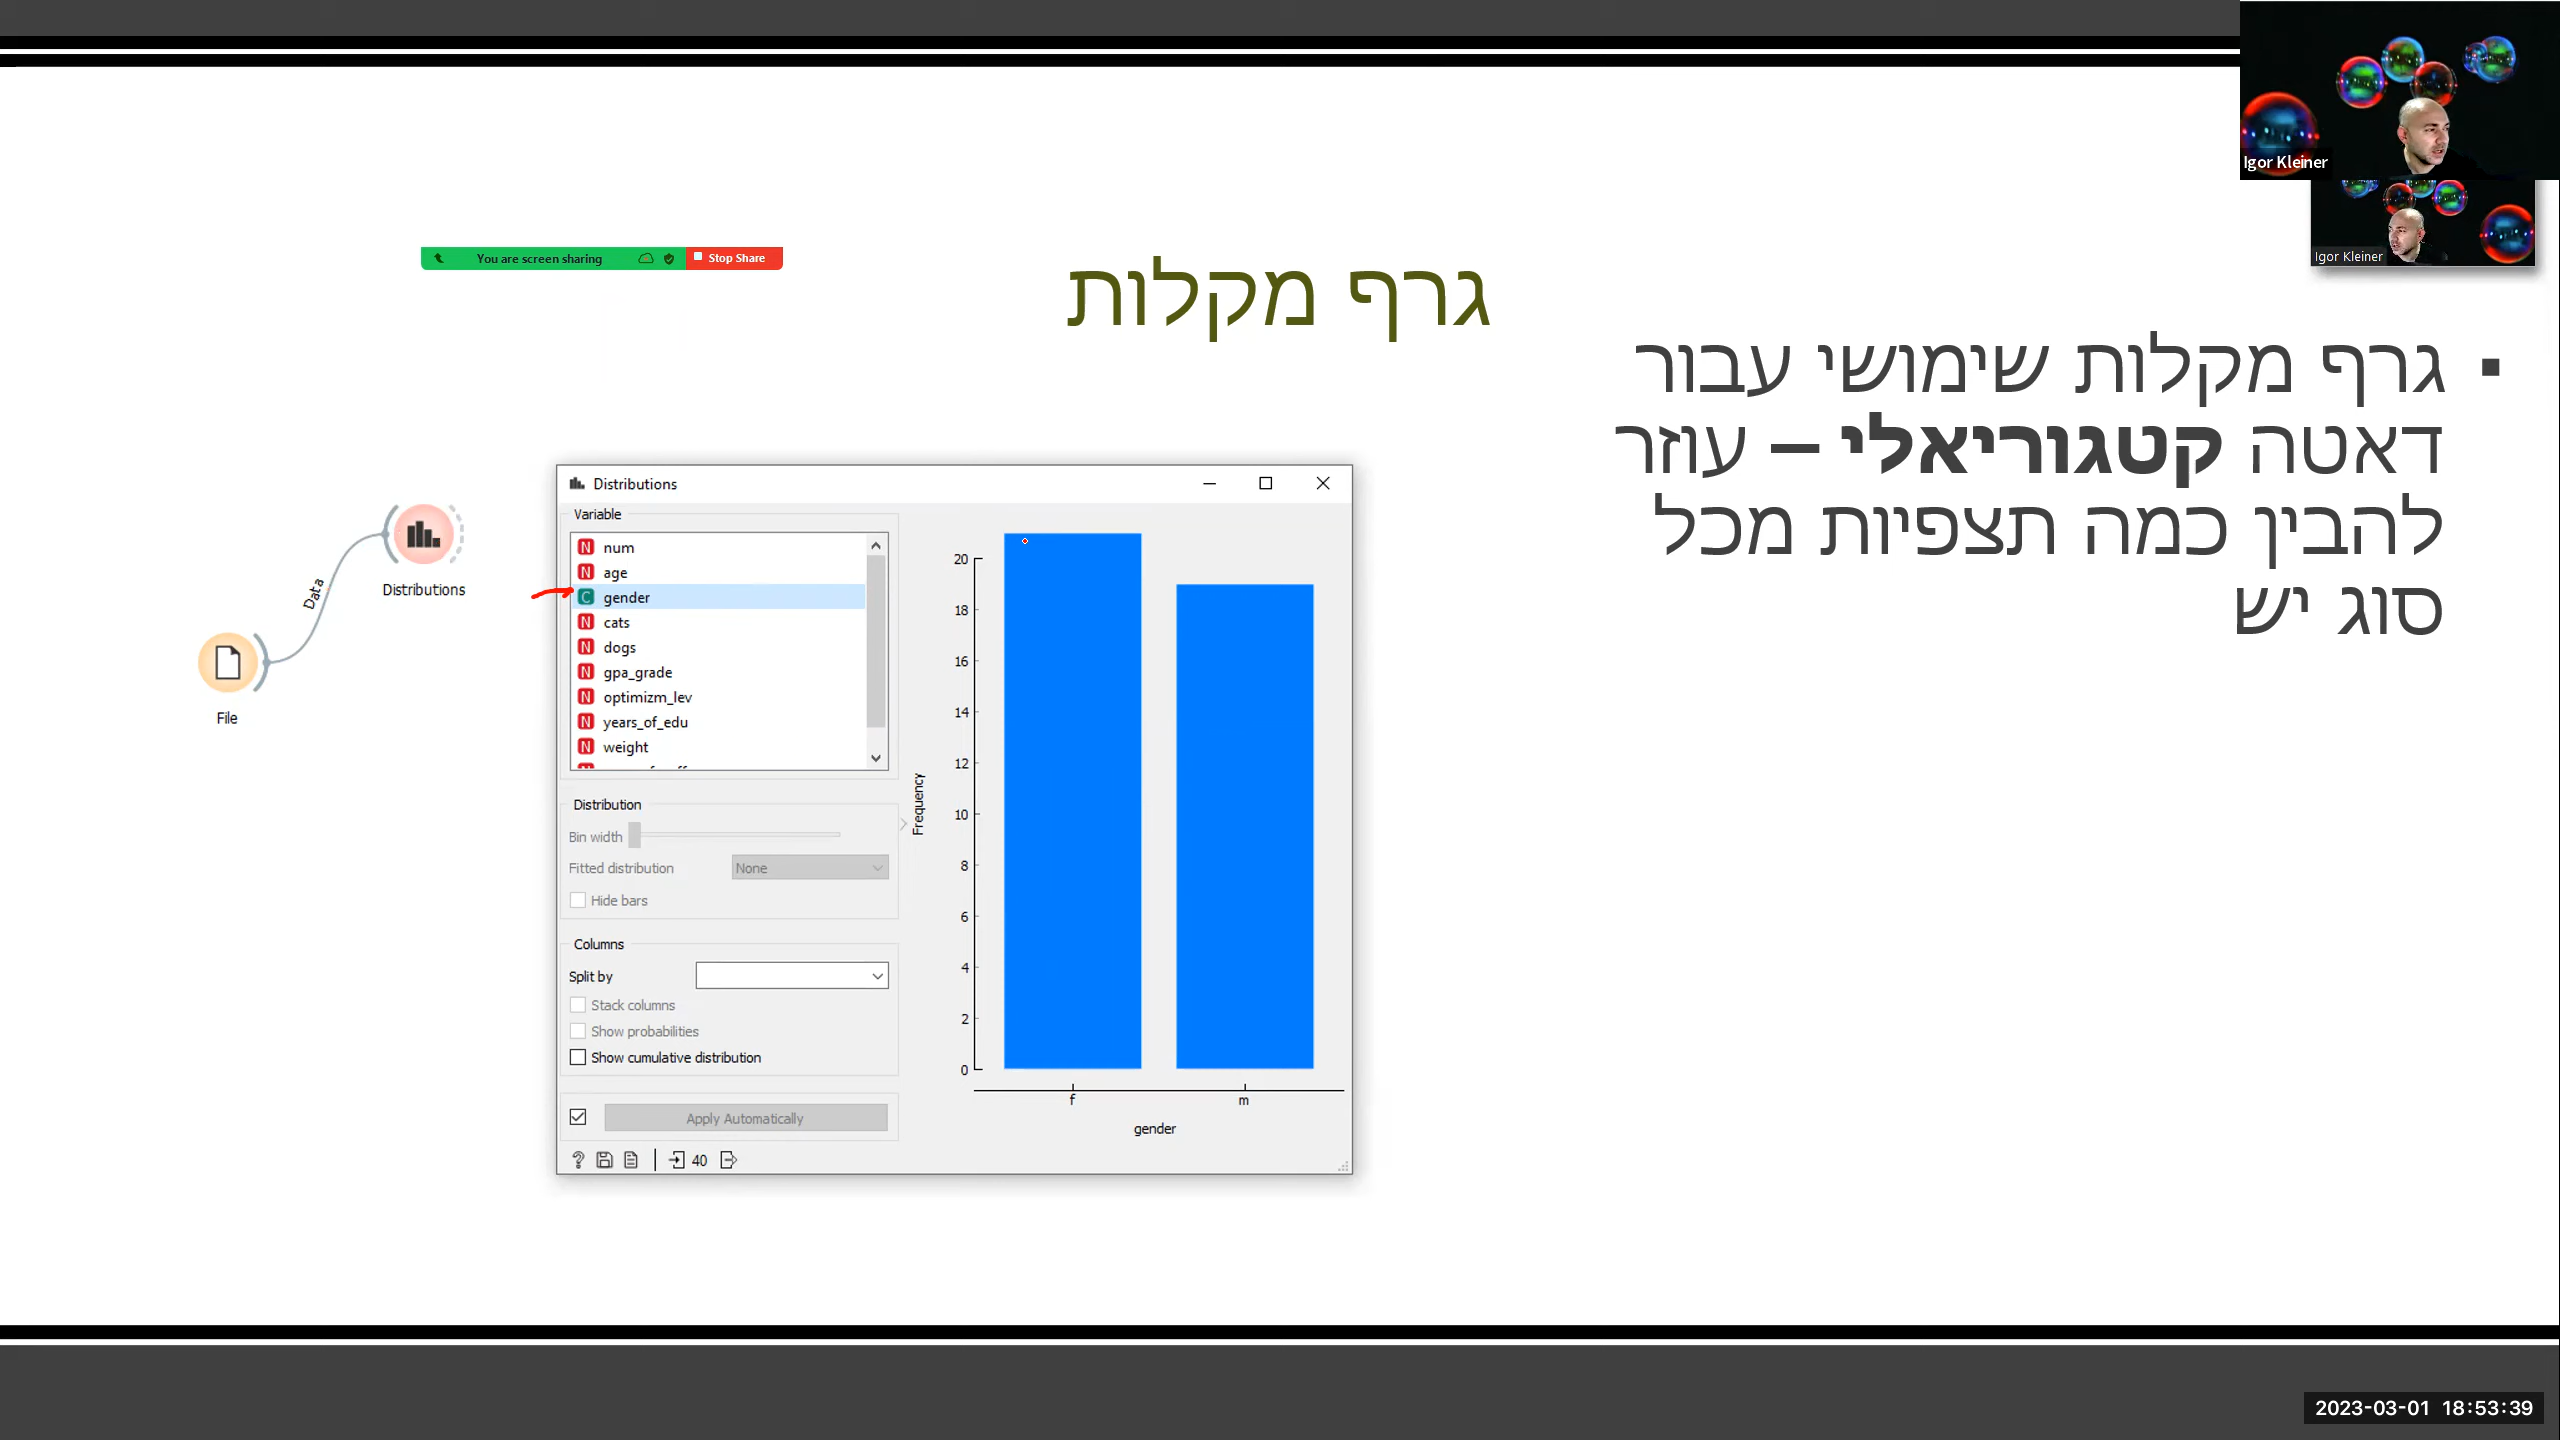 Igor Kleiner
Igor Kleiner
You are screen sharing
Stop Share
גרף מקלות
גרף מקלות שימושי עבור
דאטה קטגוריאלי – עוזר
להבין כמה תצפיות מכל
סוג יש
Data
Distributions
File
Distributions
Variable
N num
N age
C gender
N cats
N dogs
N gpa_grade
N optimizm_lev
N years_of_edu
N weight
Distribution
Bin width
Fitted distribution None
Hide bars
Columns
Split by
Stack columns
Show probabilities
Show cumulative distribution
Apply Automatically
? 40
Frequency
20
18
16
14
12
10
8
6
4
2
0
f m
gender
2023-03-01 18:53:39